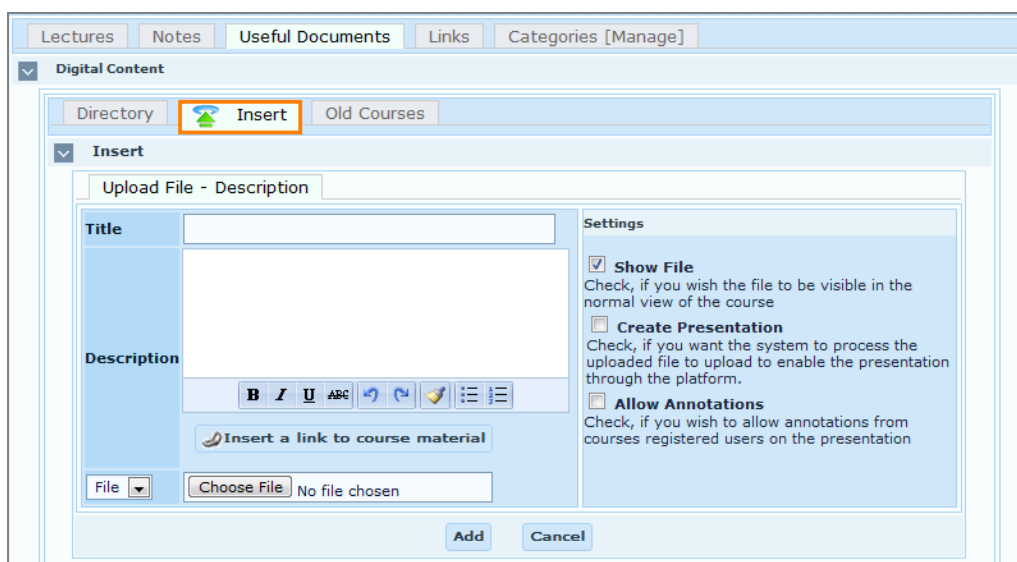 Lectures Notes Useful Documents Links Categories [Manage]
Digital Content
Directory Insert Old Courses
Insert
Upload File - Description
Title
Settings
Show File
Check, if you wish the file to be visible in the
normal view of the course
Create Presentation
Check, if you want the system to process the
uploaded file to upload to enable the presentation
through the platform.
Allow Annotations
Check, if you wish to allow annotations from
courses registered users on the presentation
Description
B I U ABC
Insert a link to course material
File Choose File No file chosen
Add Cancel